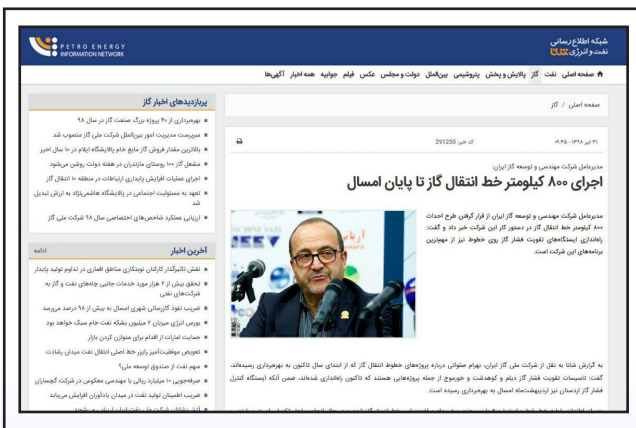 PETRO ENERGY
INFORMATION NETWORK
شبکه اطلاع‌رسانی
نفت و انرژی شانا
صفحه اصلی نفت گاز پالایش و پخش پتروشیمی بین‌الملل دولت و مجلس عکس فیلم جوابیه همه اخبار آگهی‌ها
صفحه اصلی / گاز
۳۱ تیر ۱۳۹۸ - ۰۹:۴۵
کد خبر: 291250
مدیرعامل شرکت مهندسی و توسعه گاز ایران:
اجرای ۸۰۰ کیلومتر خط انتقال گاز تا پایان امسال
مدیرعامل شرکت مهندسی و توسعه گاز ایران از قرار گرفتن طرح احداث
۸۰۰ کیلومتر خط انتقال گاز در دستور کار این شرکت خبر داد و گفت:
راه‌اندازی ایستگاه‌های تقویت فشار گاز روی خطوط نیز از مهم‌ترین
برنامه‌های این شرکت است.
به گزارش شانا به نقل از شرکت ملی گاز ایران، بهرام صلواتی درباره پروژه‌های خطوط انتقال گاز که از ابتدای سال تاکنون به بهره‌برداری رسیده‌اند،
گفت: تاسیسات تقویت فشار گاز دیلم و کوهدشت و خورموج از جمله پروژه‌هایی هستند که تاکنون راه‌اندازی شده‌اند، ضمن آنکه ایستگاه کنترل
فشار گاز اردستان نیز اردیبهشت‌ماه امسال به بهره‌برداری رسید.
پربازدیدهای اخبار گاز
بهره‌برداری از ۴۰ پروژه بزرگ صنعت گاز در سال ۹۸
سرپرست مدیریت امور بین‌الملل شرکت ملی گاز منصوب شد
بالاترین مقدار فروش گاز مایع خام پالایشگاه ایلام در ۱۰ سال اخیر
مشعل گاز ۱۰۰ روستای مازندران در هفته دولت روشن می‌شود
اجرای عملیات افزایش پایداری ارتباطات در منطقه ۱۰ انتقال گاز
تعهد به مسئولیت اجتماعی در پالایشگاه هاشمی‌نژاد به ارزش تبدیل
شد
ارزیابی عملکرد شاخص‌های اختصاصی سال ۹۸ شرکت ملی گاز
آخرین اخبار
ادامه
نقش تاثیرگذار کارکنان نوبتکاری مناطق اقماری در تداوم تولید پایدار
تحقق بیش از ۲ هزار مورد خدمات جانبی چاه‌های نفت و گاز به
شرکت‌های نفتی
ضریب نفوذ گازرسانی شهری امسال به بیش از ۹۸ درصد می‌رسد
بورس انرژی میزبان ۲ میلیون بشکه نفت خام سبک خواهد بود
حمایت امارات از اقدام برای متوازن کردن بازار
تعویض موفقیت‌آمیز رایزر خط اصلی انتقال نفت میدان رشادت
سهم نفت از صندوق توسعه ملی؟
صرفه‌جویی ۱۰ میلیارد ریالی با مهندسی معکوس در شرکت گچساران
ضریب اطمینان تولید نفت در میدان یادآوران افزایش می‌یابد